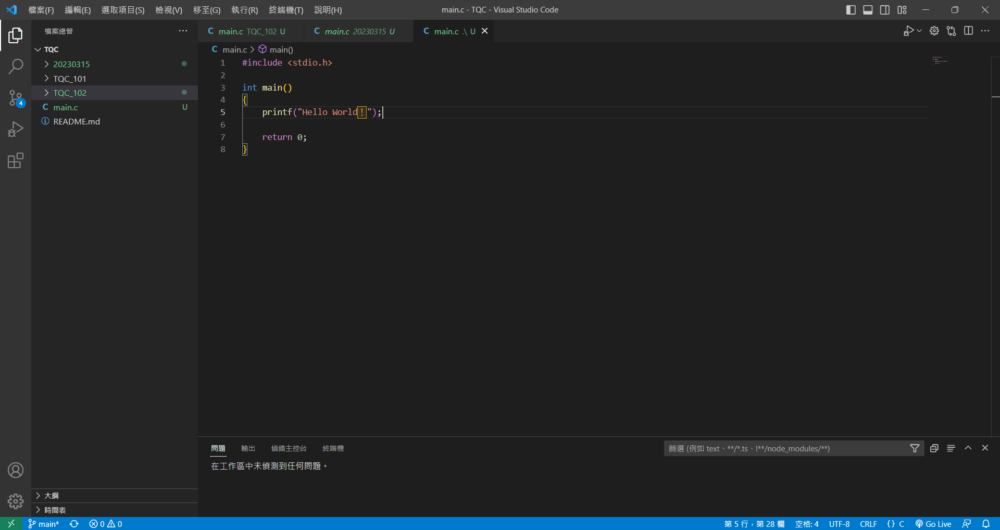 檔案(F) 編輯(E) 選取項目(S) 檢視(V) 移至(G) 執行(R) 終端機(T) 說明(H) main.c - TQC - Visual Studio Code
檔案總管
main.c TQC_102 U
main.c 20230315 U
main.c .\ U
TQC
20230315
TQC_101
TQC_102
main.c U
README.md
4
main.c > main()
1 #include <stdio.h>
2
3 int main()
4 {
5 printf("Hello World！");
6
7 return 0;
8 }
問題 輸出 偵錯主控台 終端機
篩選 (例如 text、**/*.ts、!**/node_modules/**)
在工作區中未偵測到任何問題。
大綱
時間表
main* 0 0 第 5 行，第 28 欄 空格: 4 UTF-8 CRLF {} C Go Live